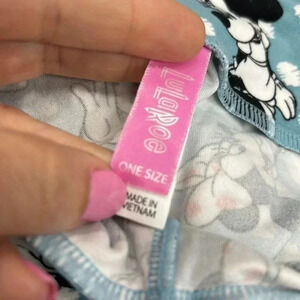 LuLaRoe
ONE SIZE
MADE IN
VIETNAM